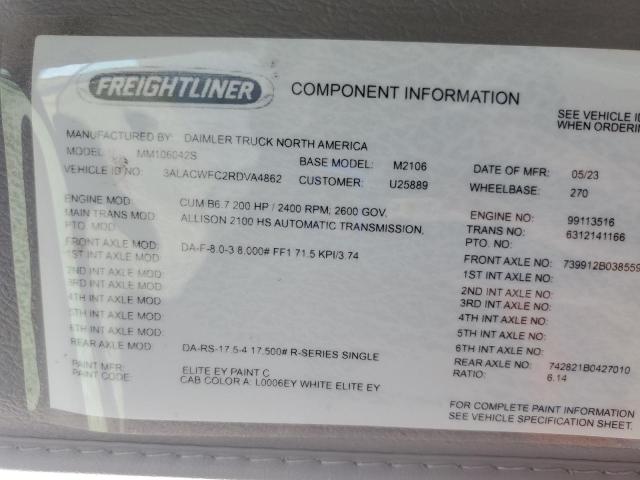 FREIGHTLINER
COMPONENT INFORMATION
SEE VEHICLE ID
WHEN ORDERIN
MANUFACTURED BY: DAIMLER TRUCK NORTH AMERICA
MODEL: MM106042S BASE MODEL: M2106 DATE OF MFR: 05/23
VEHICLE ID NO: 3ALACWFC2RDVA4862 CUSTOMER: U25889 WHEELBASE: 270
ENGINE MOD: CUM B6.7 200 HP / 2400 RPM; 2600 GOV, ENGINE NO: 99113516
MAIN TRANS MOD: ALLISON 2100 HS AUTOMATIC TRANSMISSION, TRANS NO: 6312141166
PTO. MOD: PTO. NO:
FRONT AXLE MOD: DA-F-8.0-3 8,000# FF1 71.5 KPI/3.74 FRONT AXLE NO: 739912B038559
1ST INT AXLE MOD: 1ST INT AXLE NO:
2ND INT AXLE MOD: 2ND INT AXLE NO:
3RD INT AXLE MOD: 3RD INT AXLE NO:
4TH INT AXLE MOD: 4TH INT AXLE NO:
5TH INT AXLE MOD: 5TH INT AXLE NO:
6TH INT AXLE MOD: 6TH INT AXLE NO:
REAR AXLE MOD: DA-RS-17.5-4 17,500# R-SERIES SINGLE REAR AXLE NO: 742821B0427010
RATIO: 6.14
PAINT MFR: ELITE EY PAINT C
PAINT CODE: CAB COLOR A: L0006EY WHITE ELITE EY
FOR COMPLETE PAINT INFORMATION
SEE VEHICLE SPECIFICATION SHEET.